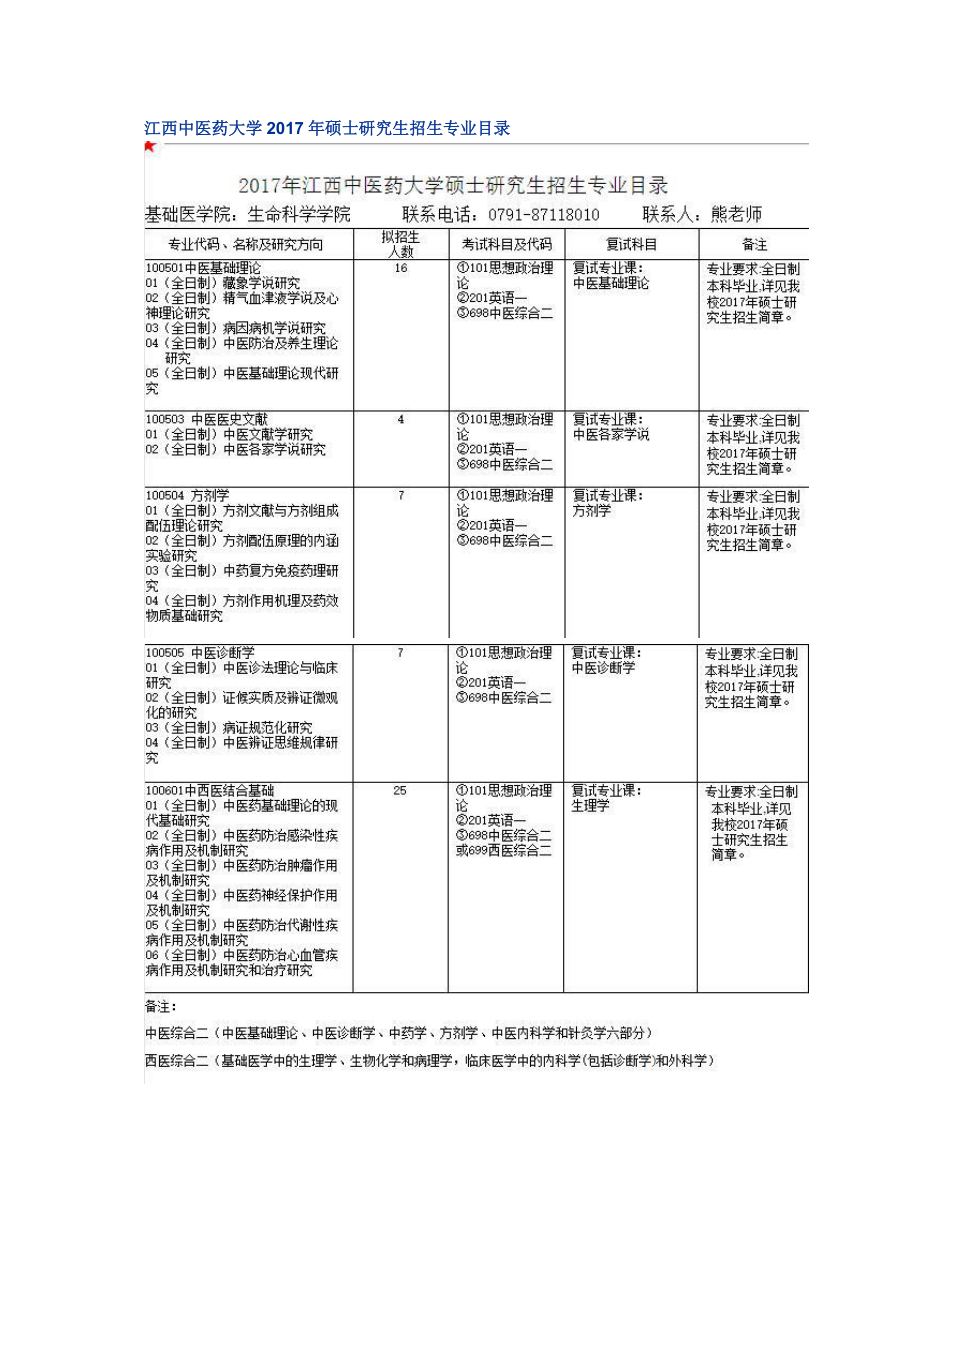 江西中医药大学 2017 年硕士研究生招生专业目录
2017年江西中医药大学硕士研究生招生专业目录
基础医学院：生命科学学院 联系电话：0791-87118010 联系人：熊老师
专业代码、名称及研究方向 拟招生人数 考试科目及代码 复试科目 备注
100501中医基础理论
01（全日制）藏象学说研究
02（全日制）精气血津液学说及心
神理论研究
03（全日制）病因病机学说研究
04（全日制）中医防治及养生理论
研究
05（全日制）中医基础理论现代研
究
16
①101思想政治理
论
②201英语一
③698中医综合二
复试专业课：
中医基础理论
专业要求:全日制
本科毕业,详见我
校2017年硕士研
究生招生简章。
100503 中医医史文献
01（全日制）中医文献学研究
02（全日制）中医各家学说研究
4
①101思想政治理
论
②201英语一
③698中医综合二
复试专业课：
中医各家学说
专业要求:全日制
本科毕业,详见我
校2017年硕士研
究生招生简章。
100504 方剂学
01（全日制）方剂文献与方剂组成
配伍理论研究
02（全日制）方剂配伍原理的内涵
实验研究
03（全日制）中药复方免疫药理研
究
04（全日制）方剂作用机理及药效
物质基础研究
7
①101思想政治理
论
②201英语一
③698中医综合二
复试专业课：
方剂学
专业要求:全日制
本科毕业,详见我
校2017年硕士研
究生招生简章。
100505 中医诊断学
01（全日制）中医诊法理论与临床
研究
02（全日制）证候实质及辨证微观
化的研究
03（全日制）病证规范化研究
04（全日制）中医辨证思维规律研
究
7
①101思想政治理
论
②201英语一
③698中医综合二
复试专业课：
中医诊断学
专业要求:全日制
本科毕业,详见我
校2017年硕士研
究生招生简章。
100601中西医结合基础
01（全日制）中医药基础理论的现
代基础研究
02（全日制）中医药防治感染性疾
病作用及机制研究
03（全日制）中医药防治肿瘤作用
及机制研究
04（全日制）中医药神经保护作用
及机制研究
05（全日制）中医药防治代谢性疾
病作用及机制研究
06（全日制）中医药防治心血管疾
病作用及机制研究和治疗研究
25
①101思想政治理
论
②201英语一
③698中医综合二
或699西医综合二
复试专业课：
生理学
专业要求:全日制
本科毕业,详见
我校2017年硕
士研究生招生
简章。
备注：
中医综合二（中医基础理论、中医诊断学、中药学、方剂学、中医内科学和针灸学六部分）
西医综合二（基础医学中的生理学、生物化学和病理学，临床医学中的内科学(包括诊断学)和外科学）